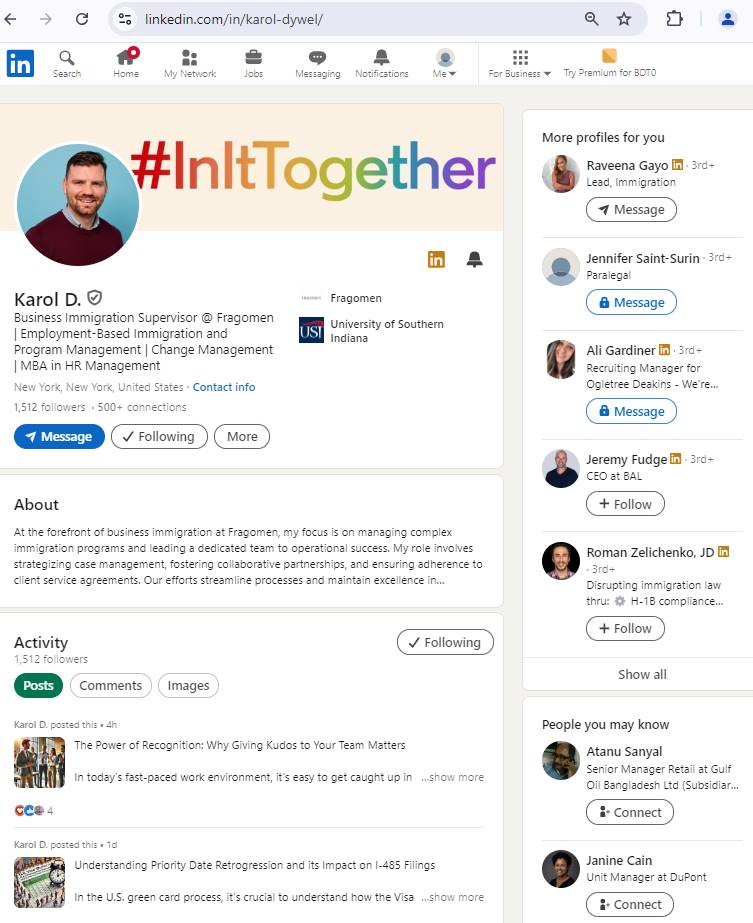 linkedin.com/in/karol-dywel/
in
Search
Home
My Network
Jobs
Messaging
Notifications
Me
For Business
Try Premium for BDT0
#InItTogether
in
Karol D.
Business Immigration Supervisor @ Fragomen
| Employment-Based Immigration and
Program Management | Change Management
| MBA in HR Management
New York, New York, United States · Contact info
1,512 followers • 500+ connections
Message
Following
More
FRAGOMEN
Fragomen
USI
University of Southern
Indiana
About
At the forefront of business immigration at Fragomen, my focus is on managing complex
immigration programs and leading a dedicated team to operational success. My role involves
strategizing case management, fostering collaborative partnerships, and ensuring adherence to
client service agreements. Our efforts streamline processes and maintain excellence in...
Activity
1,512 followers
Following
Posts
Comments
Images
Karol D. posted this • 4h
The Power of Recognition: Why Giving Kudos to Your Team Matters
In today's fast-paced work environment, it's easy to get caught up in ...show more
4
Karol D. posted this • 1d
Understanding Priority Date Retrogression and its Impact on I-485 Filings
In the U.S. green card process, it's crucial to understand how the Visa ...show more
More profiles for you
Raveena Gayo in · 3rd+
Lead, Immigration
Message
Jennifer Saint-Surin · 3rd+
Paralegal
Message
Ali Gardiner in · 3rd+
Recruiting Manager for
Ogletree Deakins - We're...
Message
Jeremy Fudge in · 3rd+
CEO at BAL
+ Follow
Roman Zelichenko, JD in
· 3rd+
Disrupting immigration law
thru: H-1B compliance...
+ Follow
Show all
People you may know
Atanu Sanyal
Senior Manager Retail at Gulf
Oil Bangladesh Ltd (Subsidiar...
Connect
Janine Cain
Unit Manager at DuPont
Connect